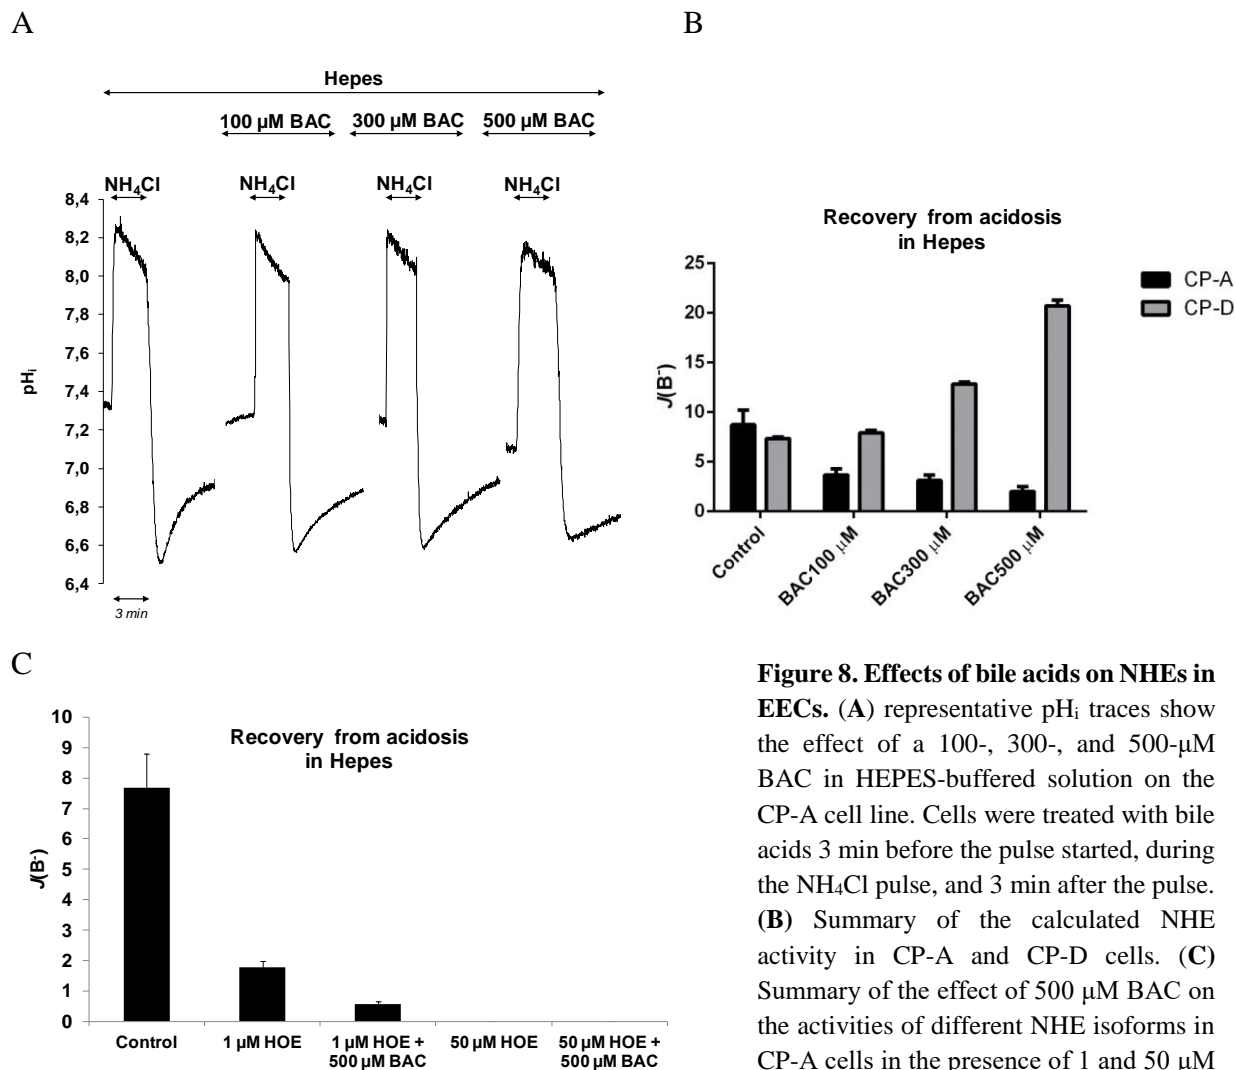 A
Hepes
100 µM BAC 300 µM BAC 500 µM BAC
NH₄Cl NH₄Cl NH₄Cl NH₄Cl
8,4
8,2
8,0
7,8
7,6
7,4
7,2
7,0
6,8
6,6
6,4
pHᵢ
3 min
B
Recovery from acidosis
in Hepes
CP-A
CP-D
25
20
15
10
5
0
J(B⁻)
Control
BAC100 µM
BAC300 µM
BAC500 µM
C
Recovery from acidosis
in Hepes
10
9
8
7
6
5
4
3
2
1
0
J(B⁻)
Control 1 µM HOE 1 µM HOE + 50 µM HOE 50 µM HOE +
500 µM BAC 500 µM BAC
Figure 8. Effects of bile acids on NHEs in
EECs. (A) representative pHᵢ traces show
the effect of a 100-, 300-, and 500-µM
BAC in HEPES-buffered solution on the
CP-A cell line. Cells were treated with bile
acids 3 min before the pulse started, during
the NH₄Cl pulse, and 3 min after the pulse.
(B) Summary of the calculated NHE
activity in CP-A and CP-D cells. (C)
Summary of the effect of 500 µM BAC on
the activities of different NHE isoforms in
CP-A cells in the presence of 1 and 50 µM